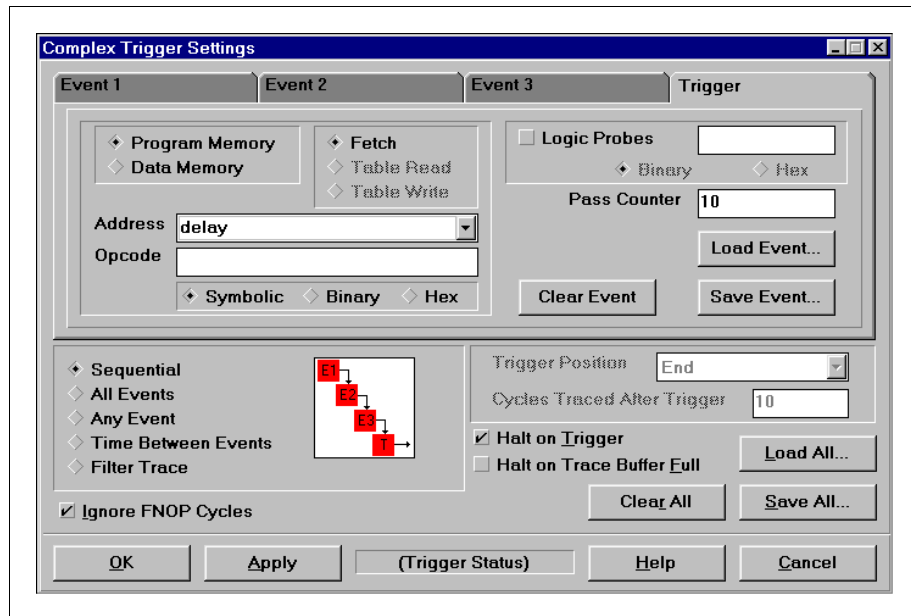 Complex Trigger Settings
Event 1
Event 2
Event 3
Trigger
Program Memory
Data Memory
Fetch
Table Read
Table Write
Address delay
Opcode
Symbolic Binary Hex
Logic Probes
Binary Hex
Pass Counter 10
Load Event...
Clear Event
Save Event...
Sequential
All Events
Any Event
Time Between Events
Filter Trace
E1
E2
E3
T
Ignore FNOP Cycles
Trigger Position End
Cycles Traced After Trigger 10
Halt on Trigger
Halt on Trace Buffer Full
Load All...
Clear All
Save All...
OK
Apply
(Trigger Status)
Help
Cancel